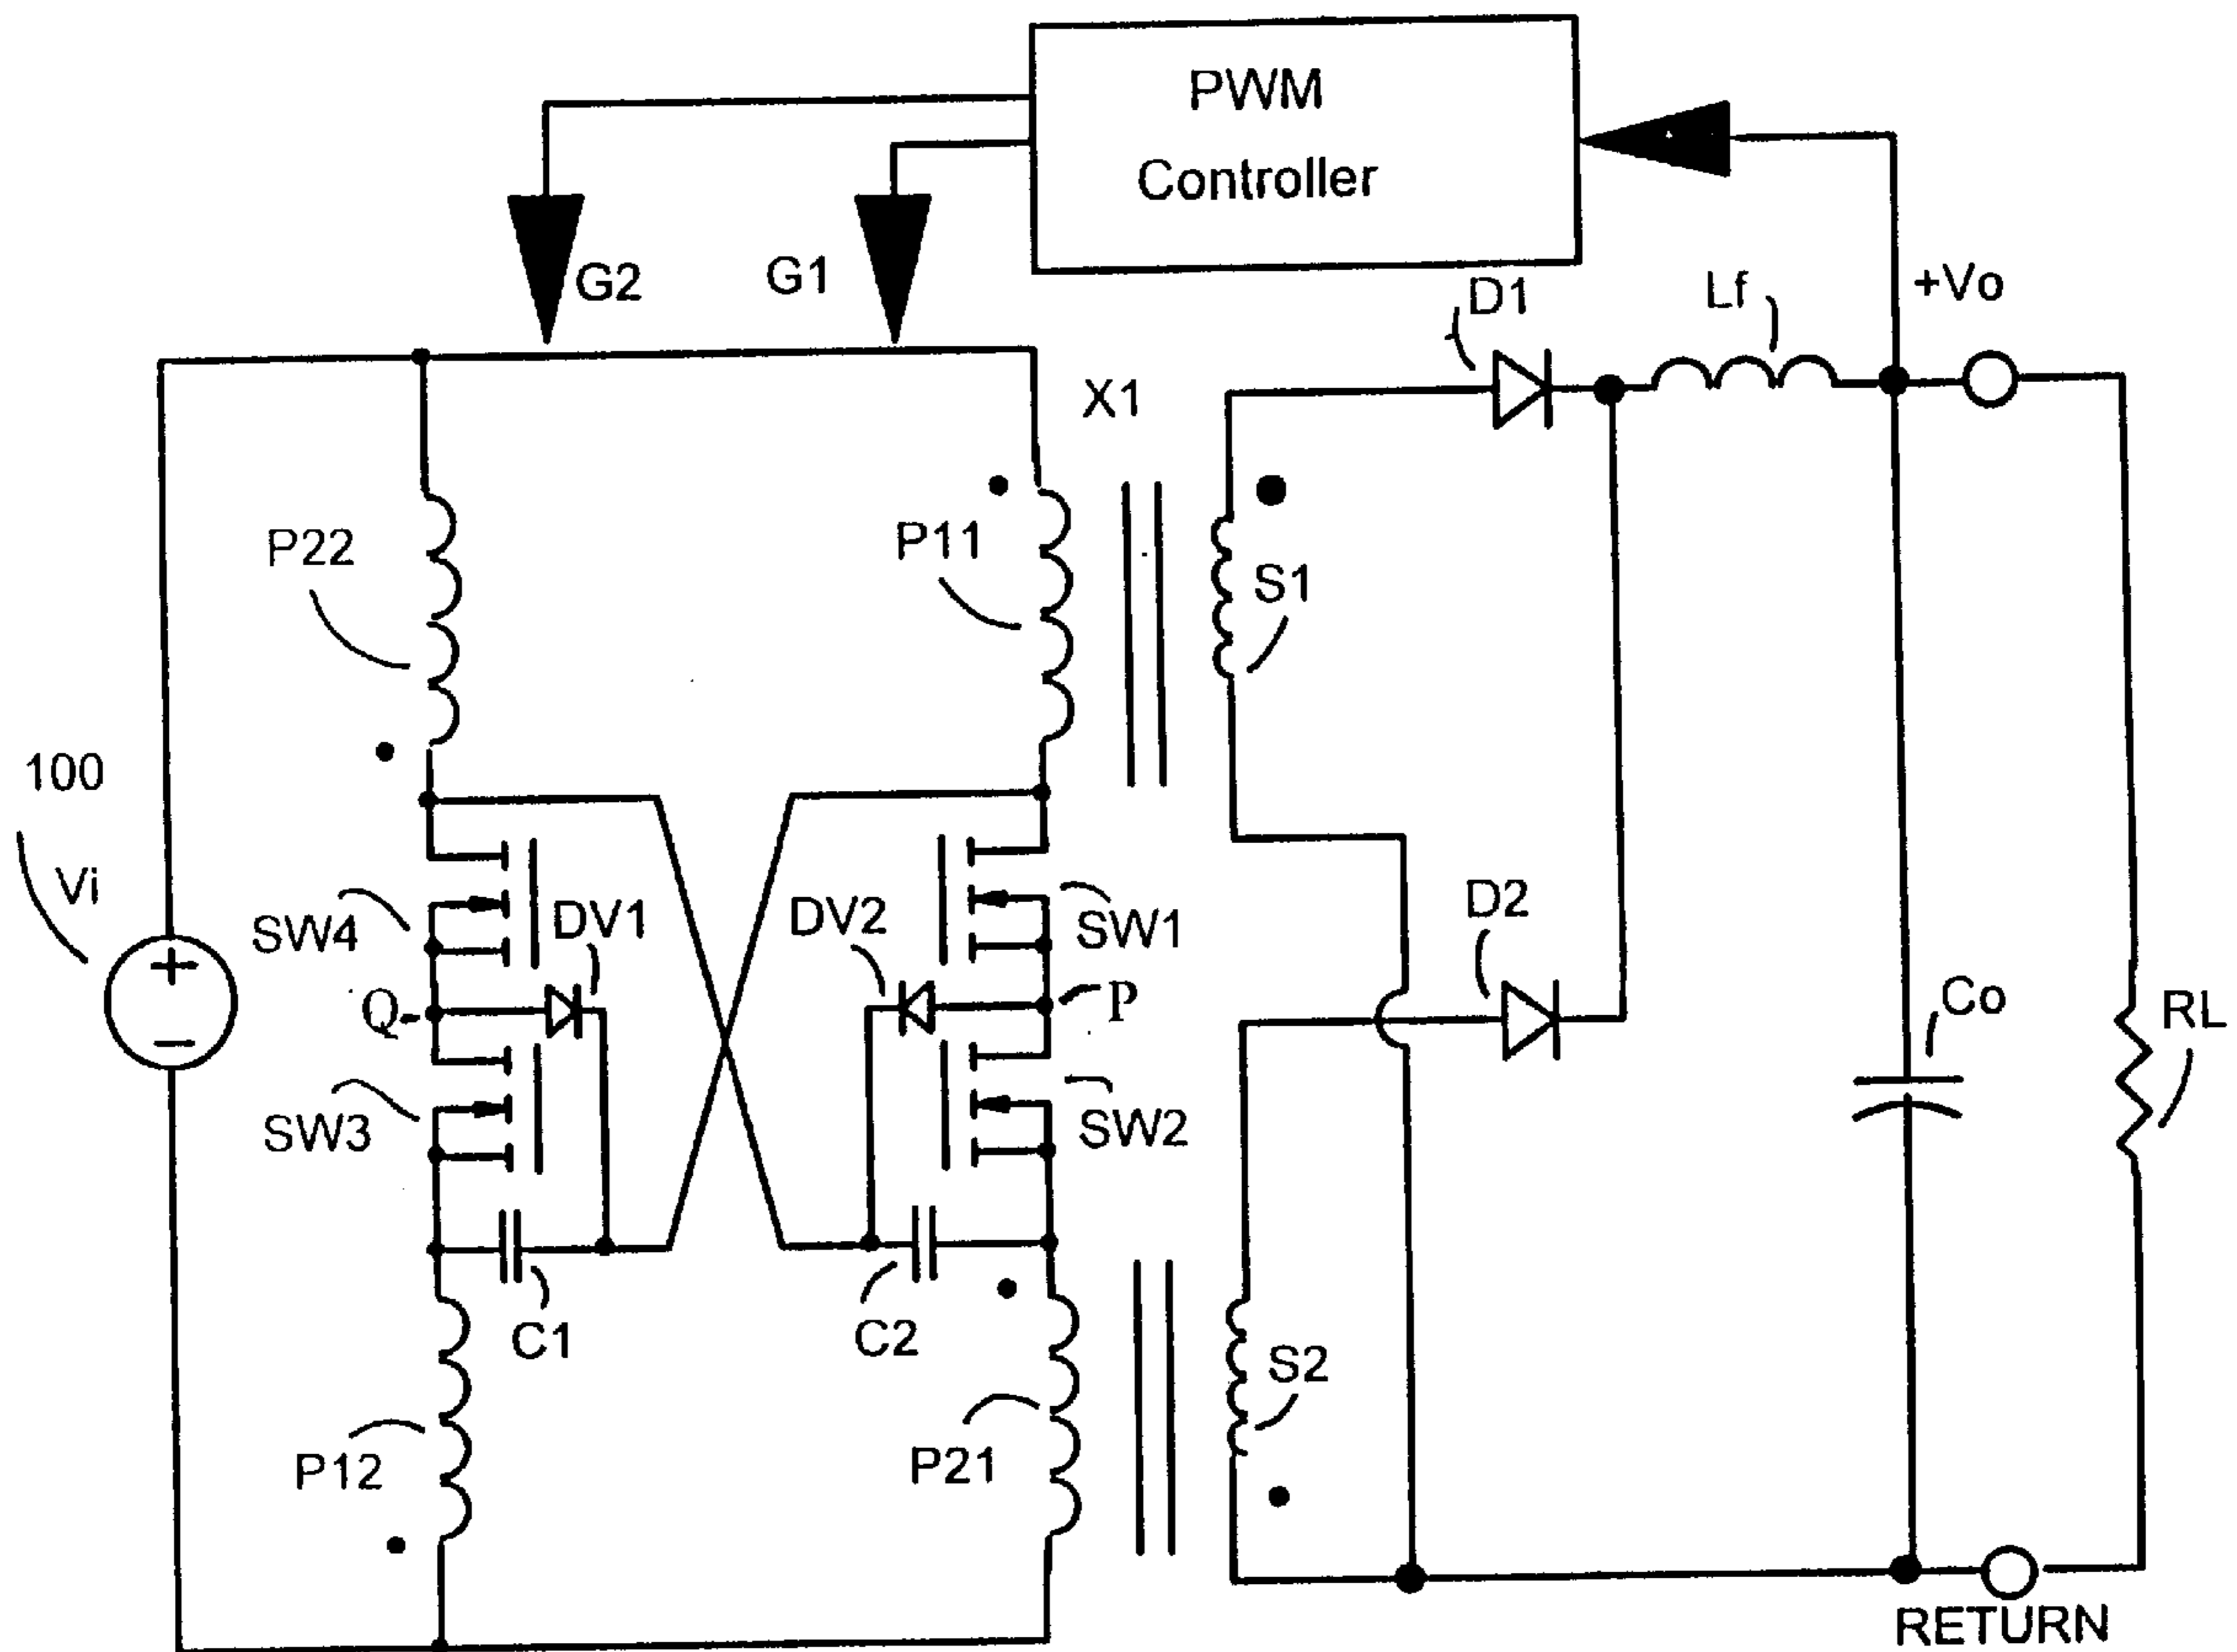 PWM
Controller
G2
G1
D1
Lf
+Vo
X1
P22
P11
S1
100
Vi
+
−
SW4
DV1
DV2
SW1
D2
Q
P
Co
RL
SW3
SW2
C1
C2
S2
P12
P21
RETURN